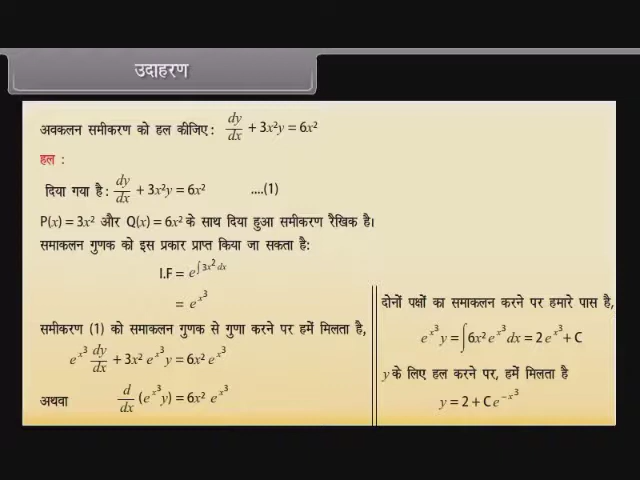 उदाहरण
अवकलन समीकरण को हल कीजिए: dy/dx + 3x²y = 6x²
हल :
दिया गया है: dy/dx + 3x²y = 6x² ....(1)
P(x) = 3x² और Q(x) = 6x² के साथ दिया हुआ समीकरण रैखिक है।
समाकलन गुणक को इस प्रकार प्राप्त किया जा सकता है:
I.F = e^∫3x² dx
= e^x³
समीकरण (1) को समाकलन गुणक से गुणा करने पर हमें मिलता है,
e^x³ dy/dx + 3x² e^x³ y = 6x² e^x³
अथवा d/dx (e^x³ y) = 6x² e^x³
दोनों पक्षों का समाकलन करने पर हमारे पास है,
e^x³ y = ∫6x² e^x³ dx = 2e^x³ + C
y के लिए हल करने पर, हमें मिलता है
y = 2 + C e^-x³